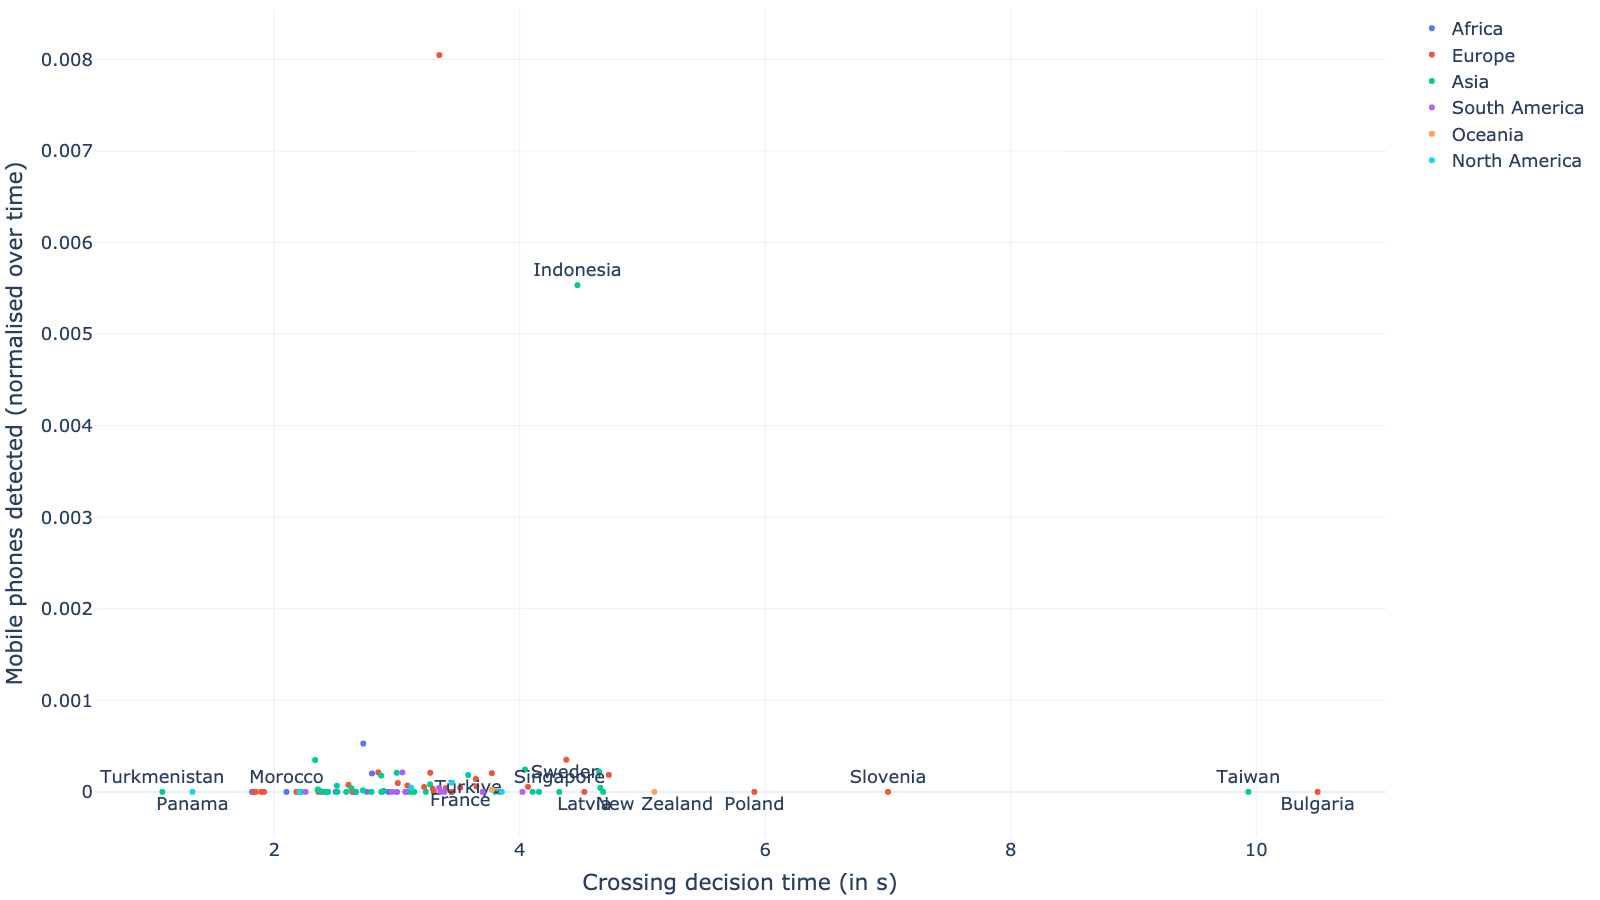 Mobile phones detected (normalised over time)
0.008
0.007
0.006
0.005
0.004
0.003
0.002
0.001
0
Indonesia
Turkmenistan
Panama
Morocco
Türkiye
France
Sweden
Singapore
Latvia
New Zealand
Poland
Slovenia
Taiwan
Bulgaria
2
4
6
8
10
Crossing decision time (in s)
Africa
Europe
Asia
South America
Oceania
North America